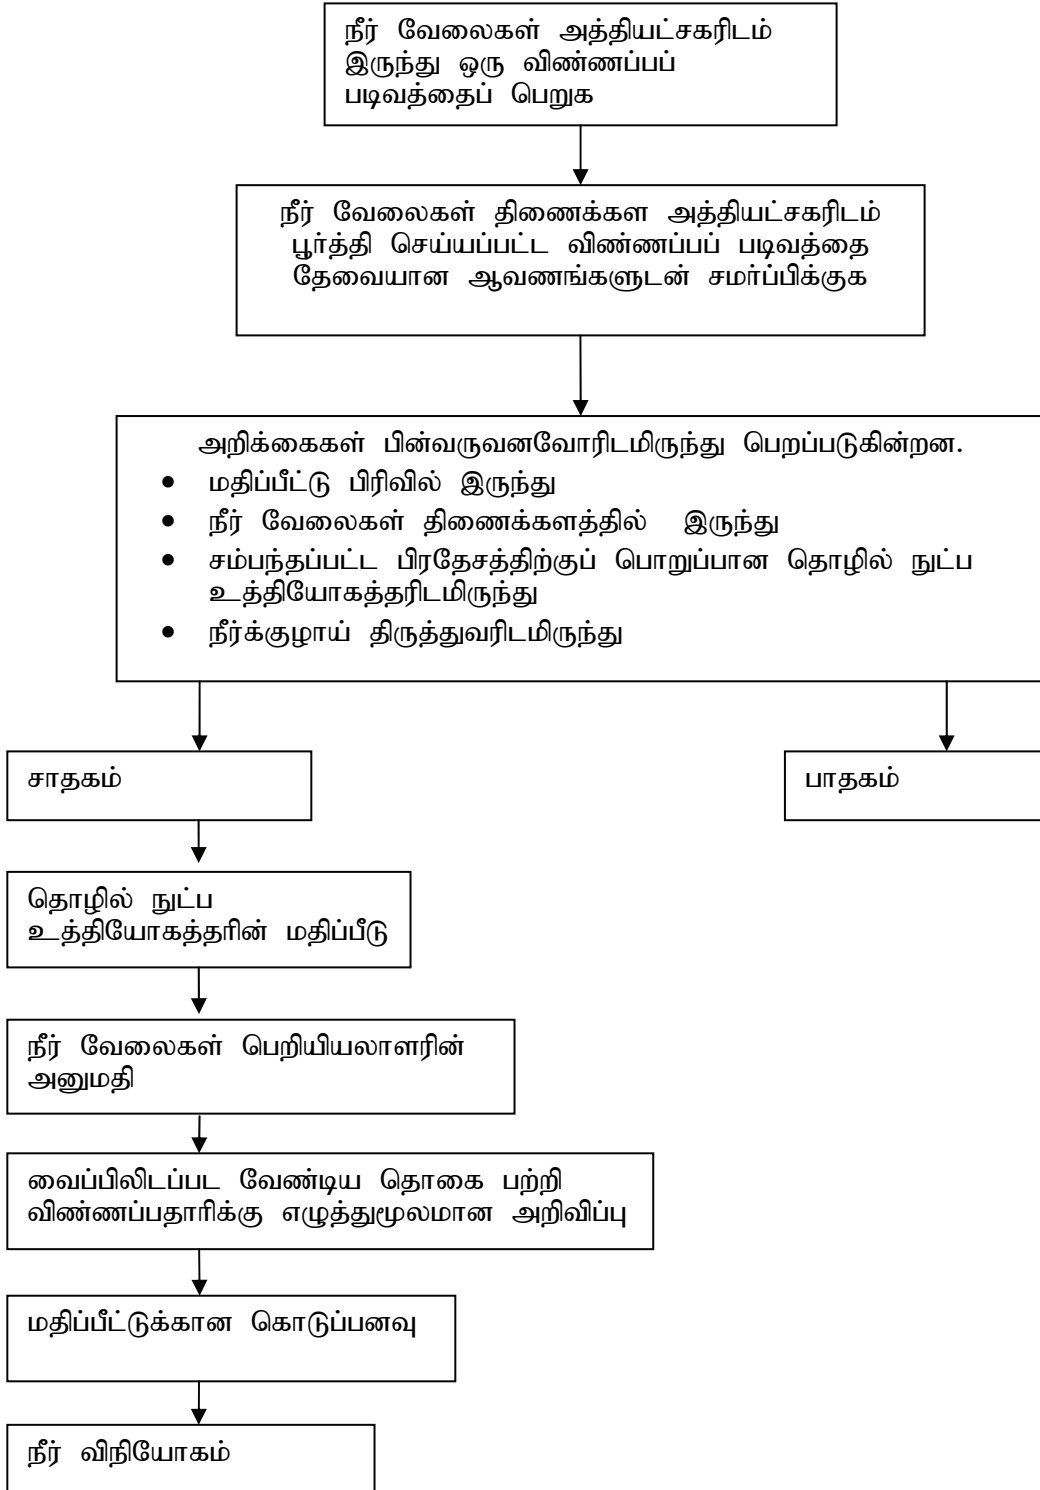 நீர் வேலைகள் அத்தியட்சகரிடம்
இருந்து ஒரு விண்ணப்பப்
படிவத்தைப் பெறுக
நீர் வேலைகள் திணைக்கள அத்தியட்சகரிடம்
பூர்த்தி செய்யப்பட்ட விண்ணப்பப் படிவத்தை
தேவையான ஆவணங்களுடன் சமர்ப்பிக்குக
அறிக்கைகள் பின்வருவனவோரிடமிருந்து பெறப்படுகின்றன.
• மதிப்பீட்டு பிரிவில் இருந்து
• நீர் வேலைகள் திணைக்களத்தில் இருந்து
• சம்பந்தப்பட்ட பிரதேசத்திற்குப் பொறுப்பான தொழில் நுட்ப
உத்தியோகத்தரிடமிருந்து
• நீர்க்குழாய் திருத்துவரிடமிருந்து
சாதகம்
பாதகம்
தொழில் நுட்ப
உத்தியோகத்தரின் மதிப்பீடு
நீர் வேலைகள் பெறியியலாளரின்
அனுமதி
வைப்பிலிடப்பட வேண்டிய தொகை பற்றி
விண்ணப்பதாரிக்கு எழுத்துமூலமான அறிவிப்பு
மதிப்பீட்டுக்கான கொடுப்பனவு
நீர் விநியோகம்